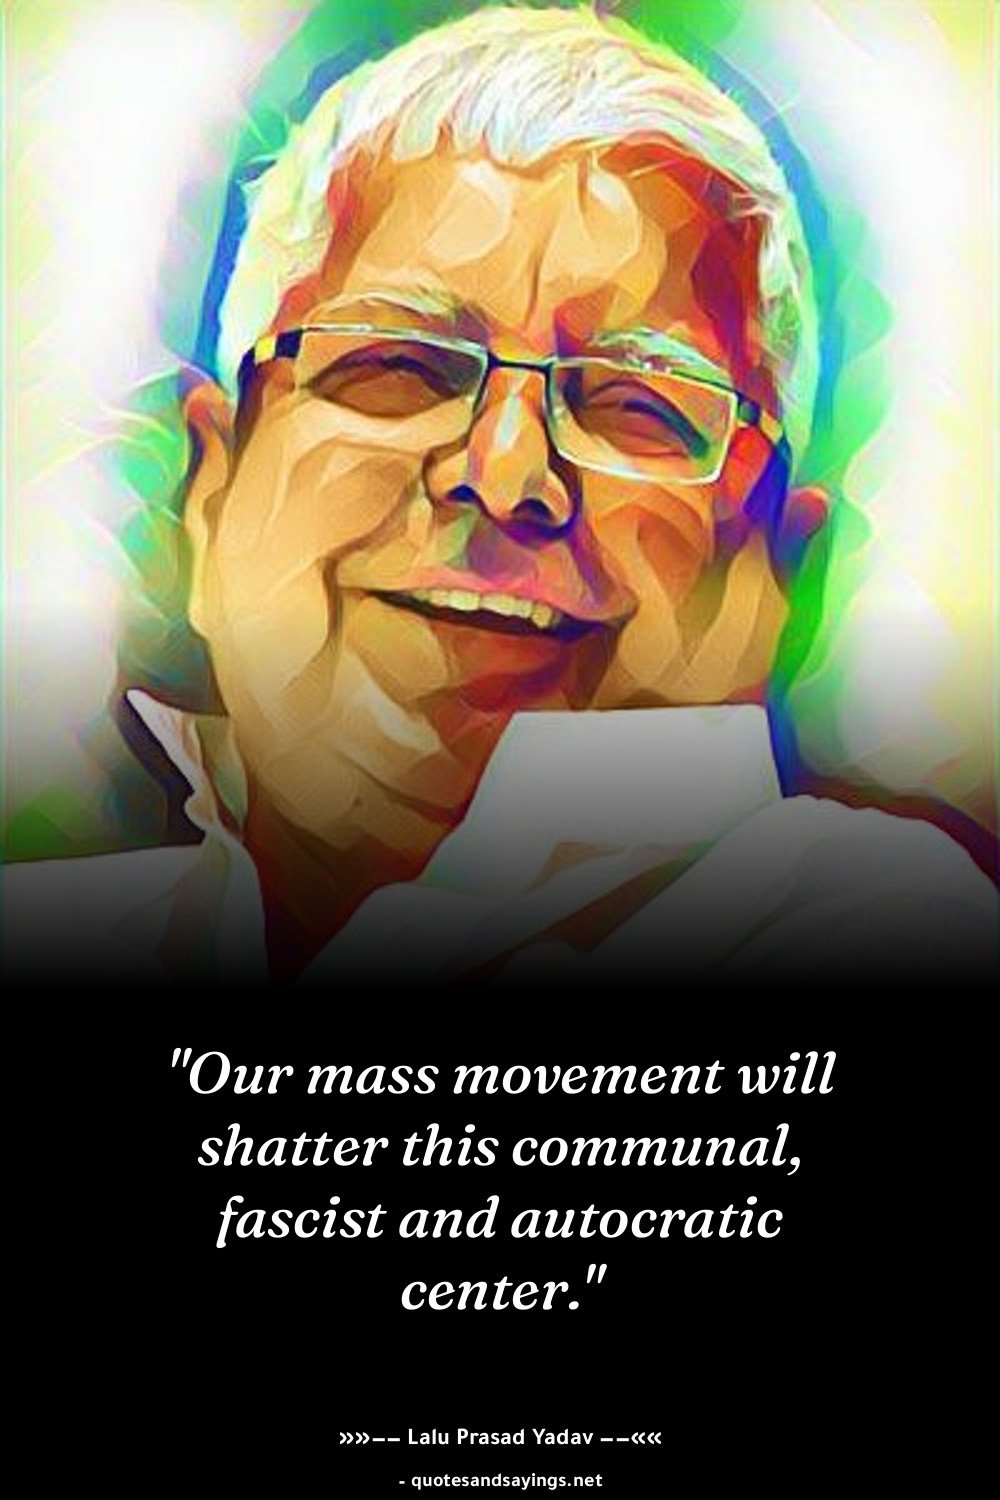 "Our mass movement will
shatter this communal,
fascist and autocratic
center."
»»−− Lalu Prasad Yadav −−««
- quotesandsayings.net